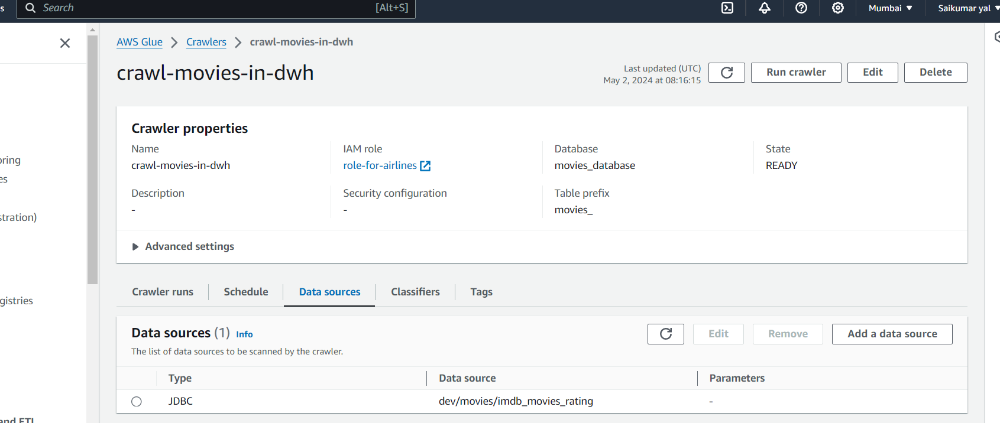 s Search [Alt+S] Mumbai Saikumar yal
AWS Glue Crawlers crawl-movies-in-dwh
crawl-movies-in-dwh
Last updated (UTC)
May 2, 2024 at 08:16:15
Run crawler Edit Delete
Crawler properties
Name IAM role Database State
crawl-movies-in-dwh role-for-airlines movies_database READY
Description Security configuration Table prefix
- - movies_
Advanced settings
oring
es
stration)
gistries
and ETL
Crawler runs Schedule Data sources Classifiers Tags
Data sources (1) Info
Edit Remove Add a data source
The list of data sources to be scanned by the crawler.
Type Data source Parameters
JDBC dev/movies/imdb_movies_rating -